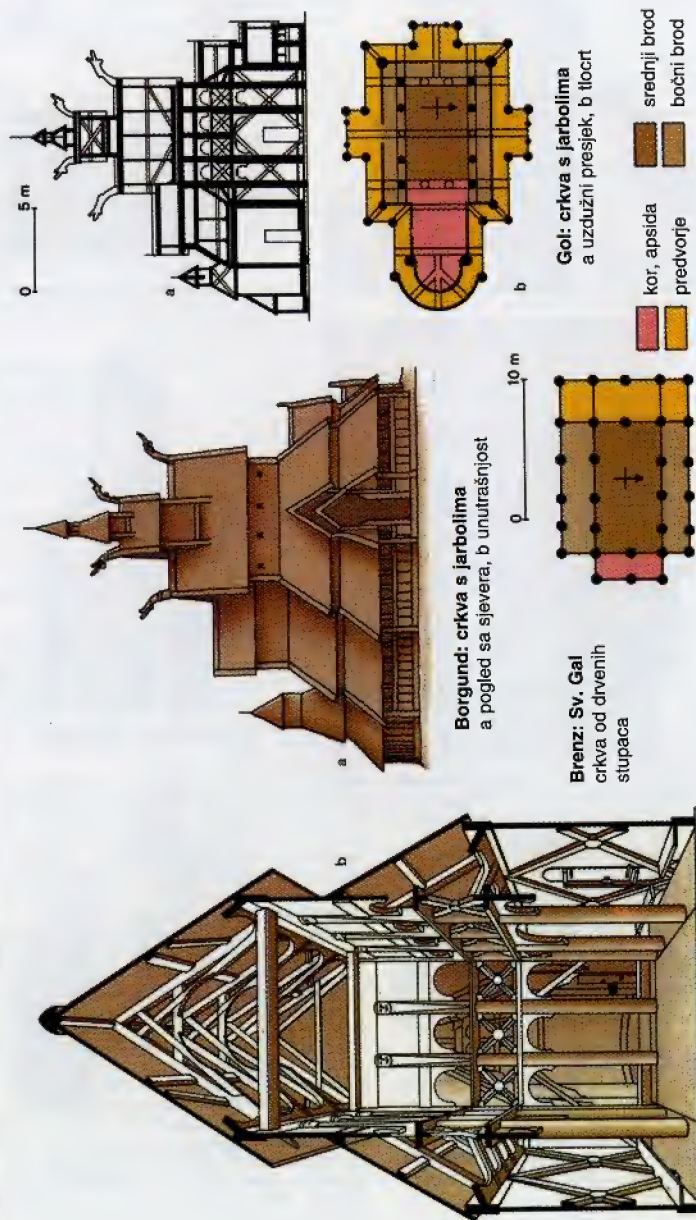 b
a
Borgund: crkva s jarbolima
a pogled sa sjevera, b unutrašnjost
Brenz: Sv. Gal
crkva od drvenih
stupaca
0 10 m
0 5 m
a
b
Gol: crkva s jarbolima
a uzdužni presjek, b tlocrt
kor, apsida
predvorje
srednji brod
bočni brod